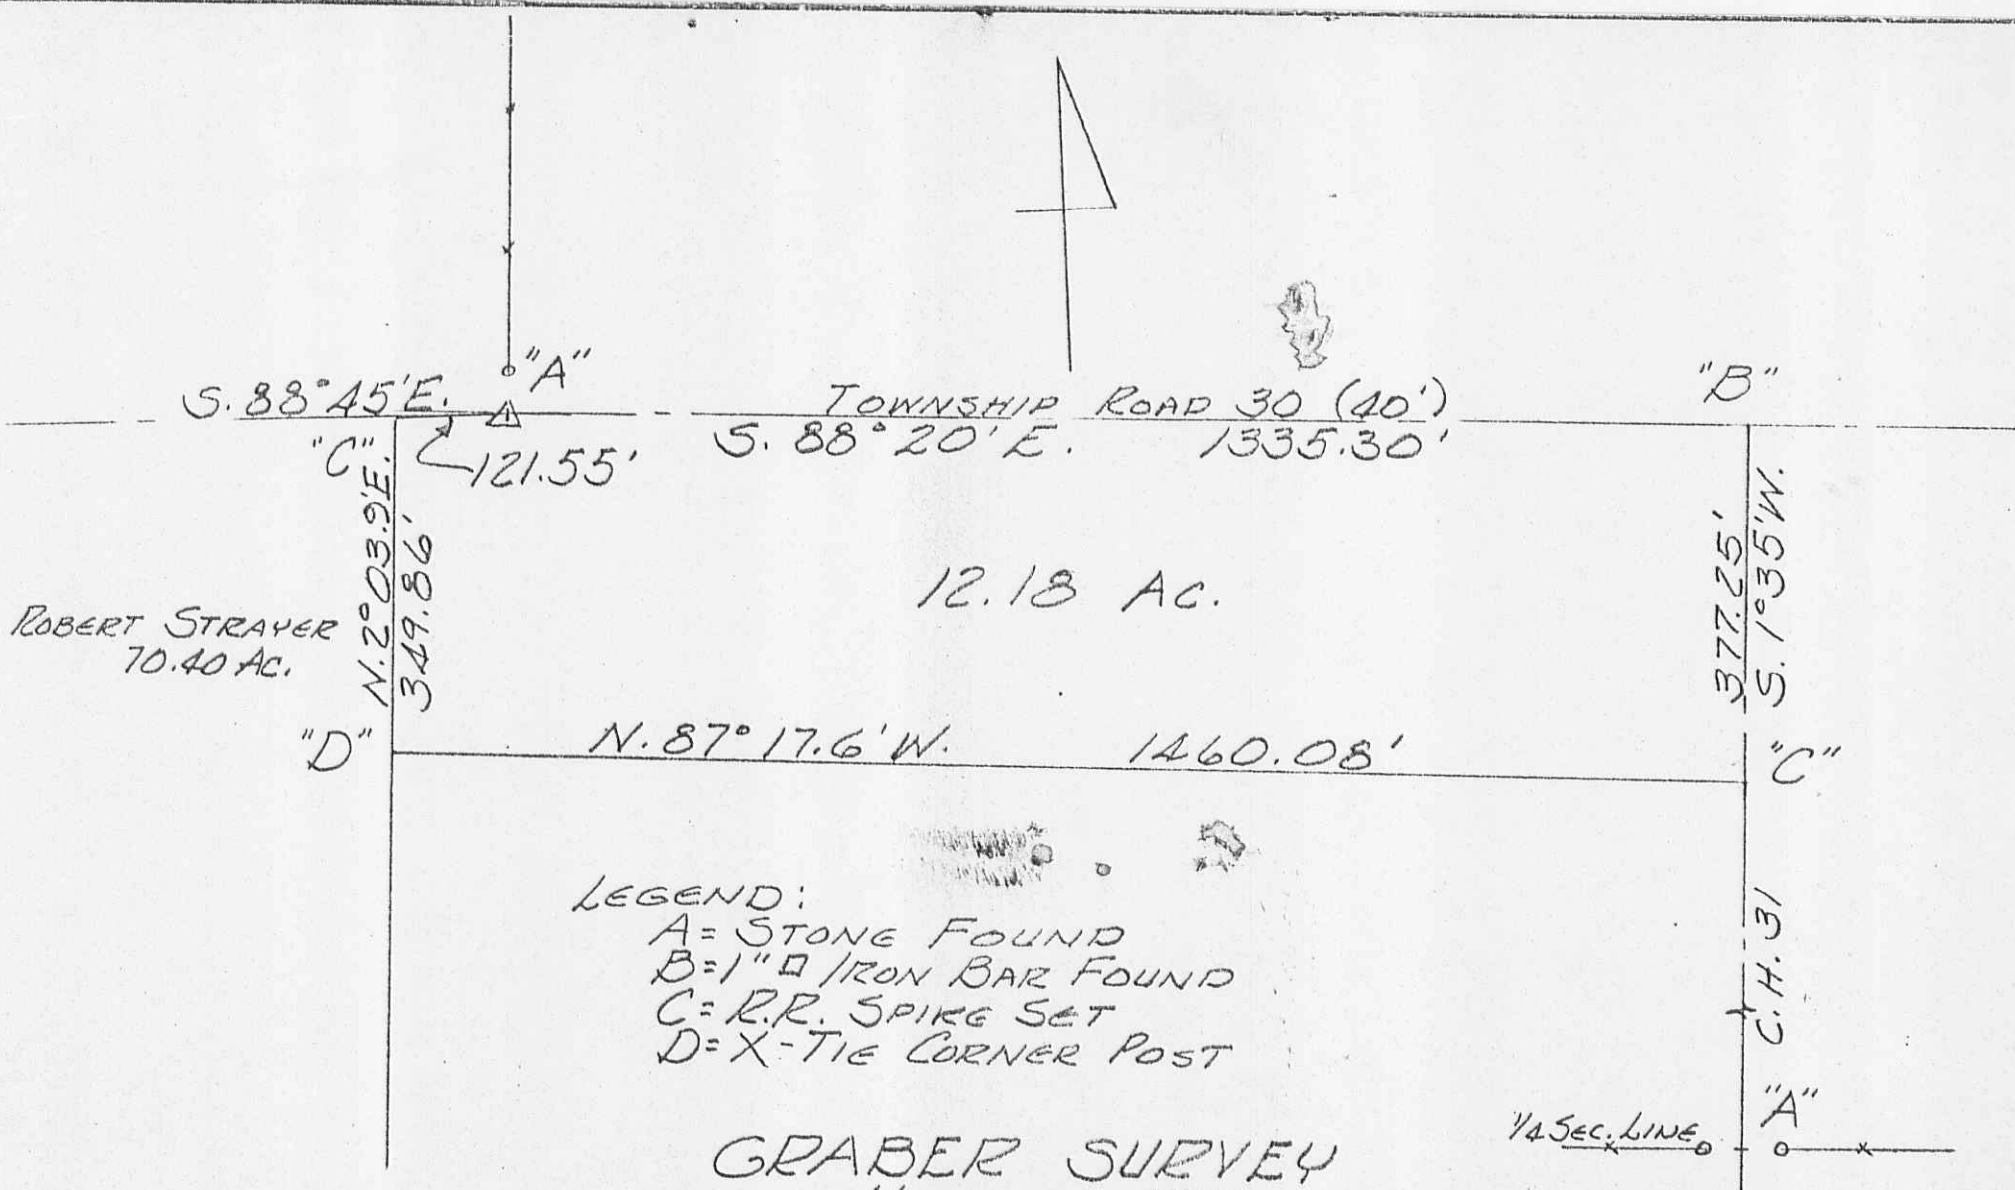 "A"
"B"
S. 88° 45' E.
TOWNSHIP ROAD 30 (40')
"C"
121.55'
S. 88° 20' E. 1335.30'
N. 2° 03.9' E.
349.86'
377.25'
S. 1° 35' W.
12.18 AC.
ROBERT STRAYER
70.40 AC.
"D"
N. 87° 17.6' W. 1460.08'
"C"
LEGEND:
A = STONE FOUND
B = 1" □ IRON BAR FOUND
C = R.R. SPIKE SET
D = X-TIE CORNER POST
C.H. 31
"A"
1/4 SEC. LINE
GRABER SURVEY